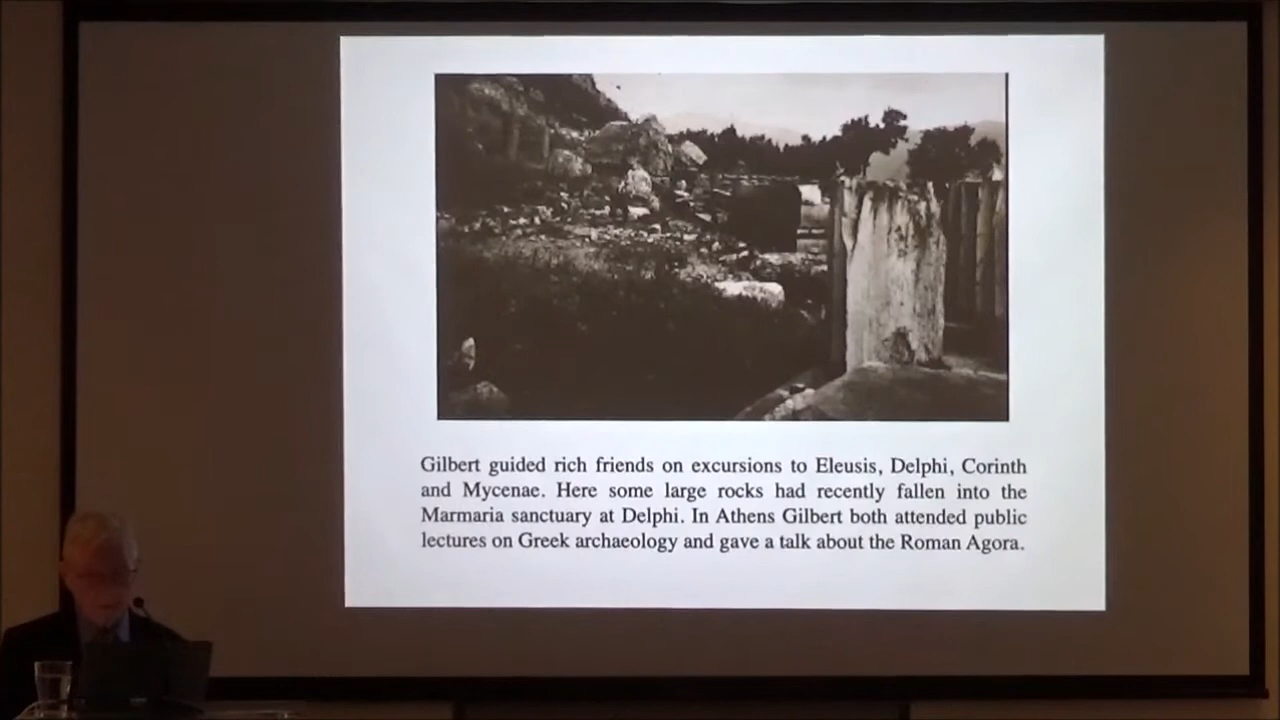 Gilbert guided rich friends on excursions to Eleusis, Delphi, Corinth
and Mycenae. Here some large rocks had recently fallen into the
Marmaria sanctuary at Delphi. In Athens Gilbert both attended public
lectures on Greek archaeology and gave a talk about the Roman Agora.